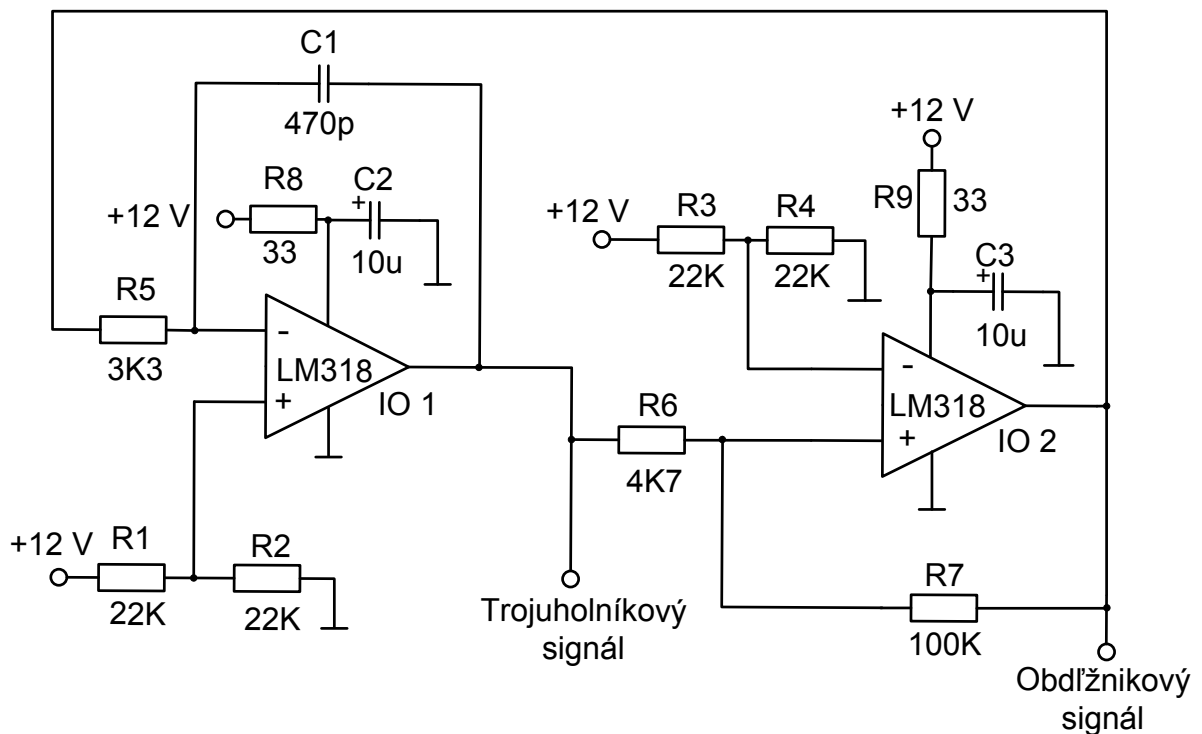 C1
470p
R8
C2
+
+12 V
33
10u
R5
3K3
-
LM318
+
IO 1
+12 V
R1
R2
22K
22K
Trojuholníkový
signál
+12 V
R9
33
+12 V
R3
R4
22K
22K
C3
+
10u
-
LM318
+
IO 2
R6
4K7
R7
100K
Obdľžnikový
signál